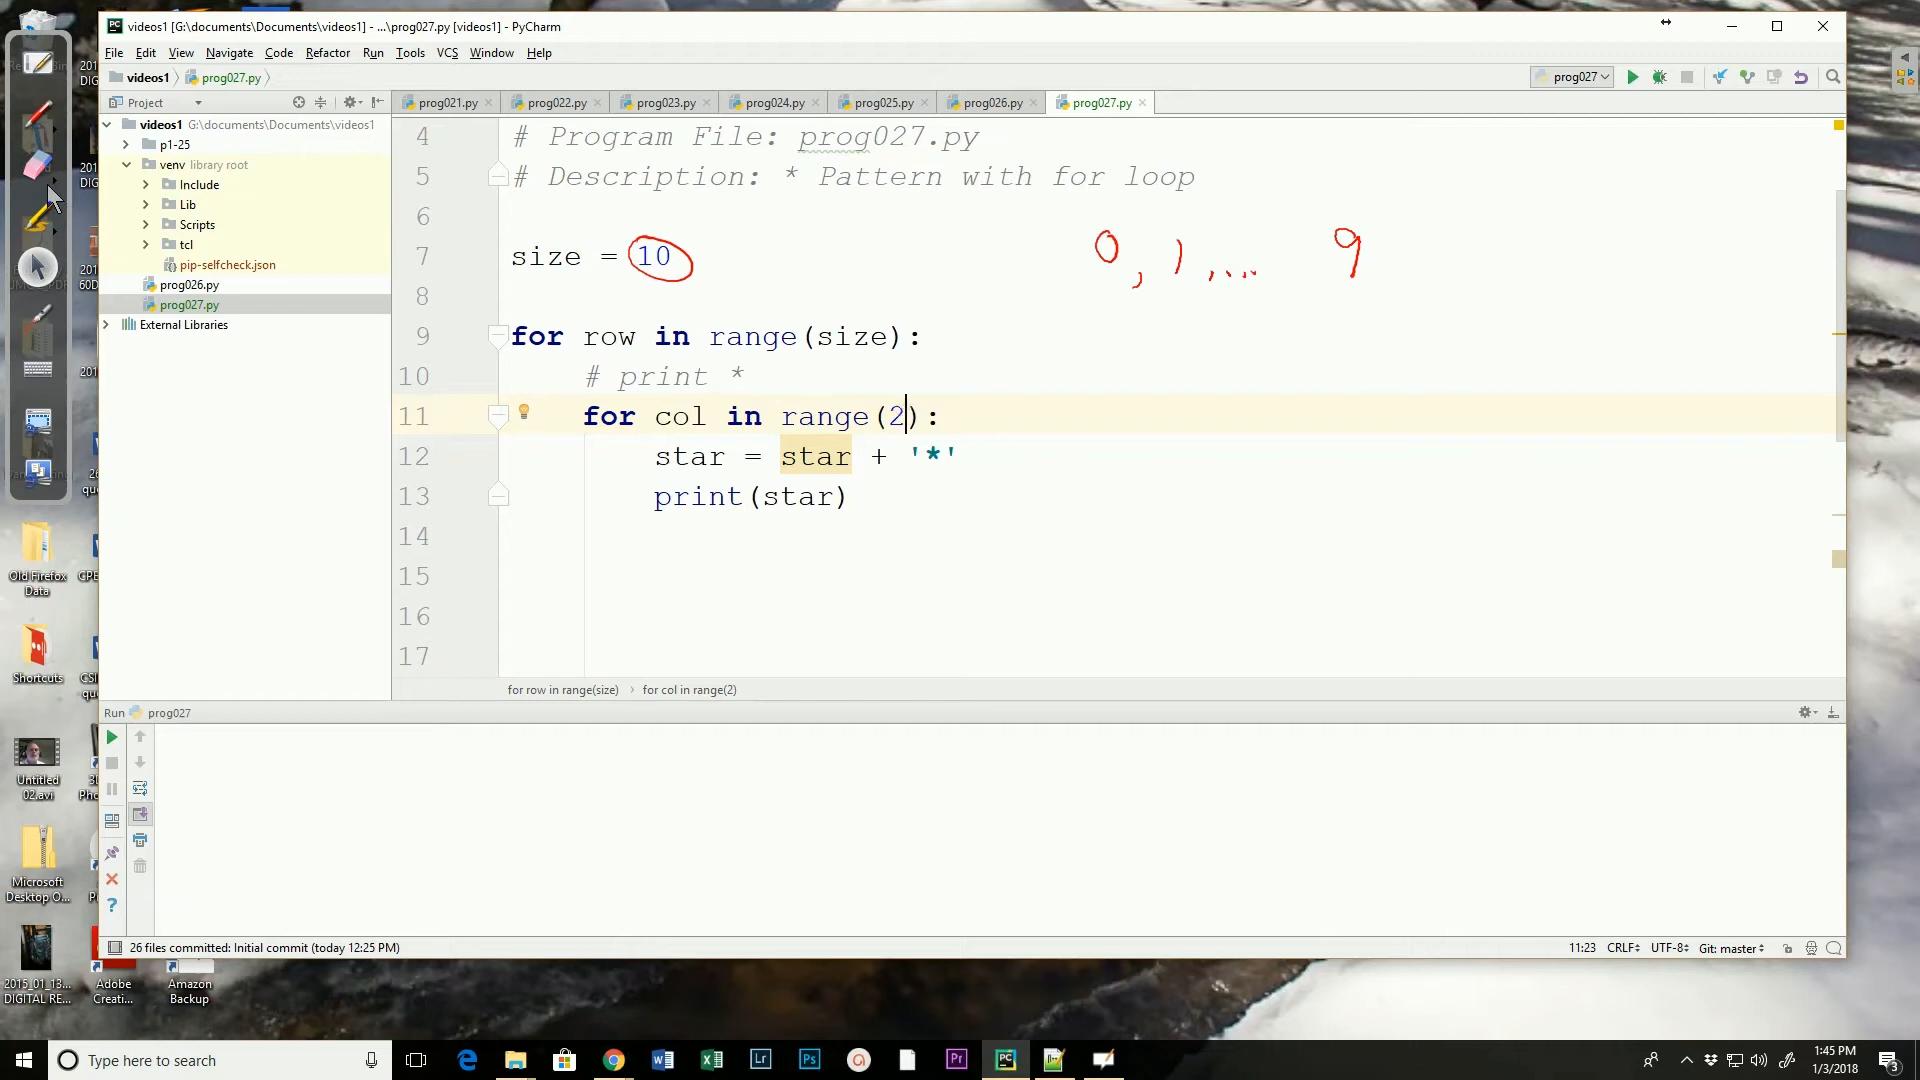 videos1 [G:\documents\Documents\videos1] - ...\prog027.py [videos1] - PyCharm
File Edit View Navigate Code Refactor Run Tools VCS Window Help
videos1 prog027.py
prog027
Project
prog021.py prog022.py prog023.py prog024.py prog025.py prog026.py prog027.py
videos1 G:\documents\Documents\videos1
p1-25
venv library root
Include
Lib
Scripts
tcl
pip-selfcheck.json
prog026.py
prog027.py
External Libraries
4 # Program File: prog027.py
5 # Description: * Pattern with for loop
6
7 size = 10
0, 1, .... 9
8
9 for row in range(size):
10 # print *
11 for col in range(2):
12 star = star + '*'
13 print(star)
14
15
16
17
for row in range(size) for col in range(2)
Run prog027
26 files committed: Initial commit (today 12:25 PM)
11:23 CRLF UTF-8 Git: master
Old Firefox
Data
Shortcuts
Untitled
02.avi
Microsoft
Desktop O...
2015_01_13...
DIGITAL RE...
Adobe
Creati...
Amazon
Backup
Type here to search
Lr
Ps
Pr
PC
1:45 PM
1/3/2018
3